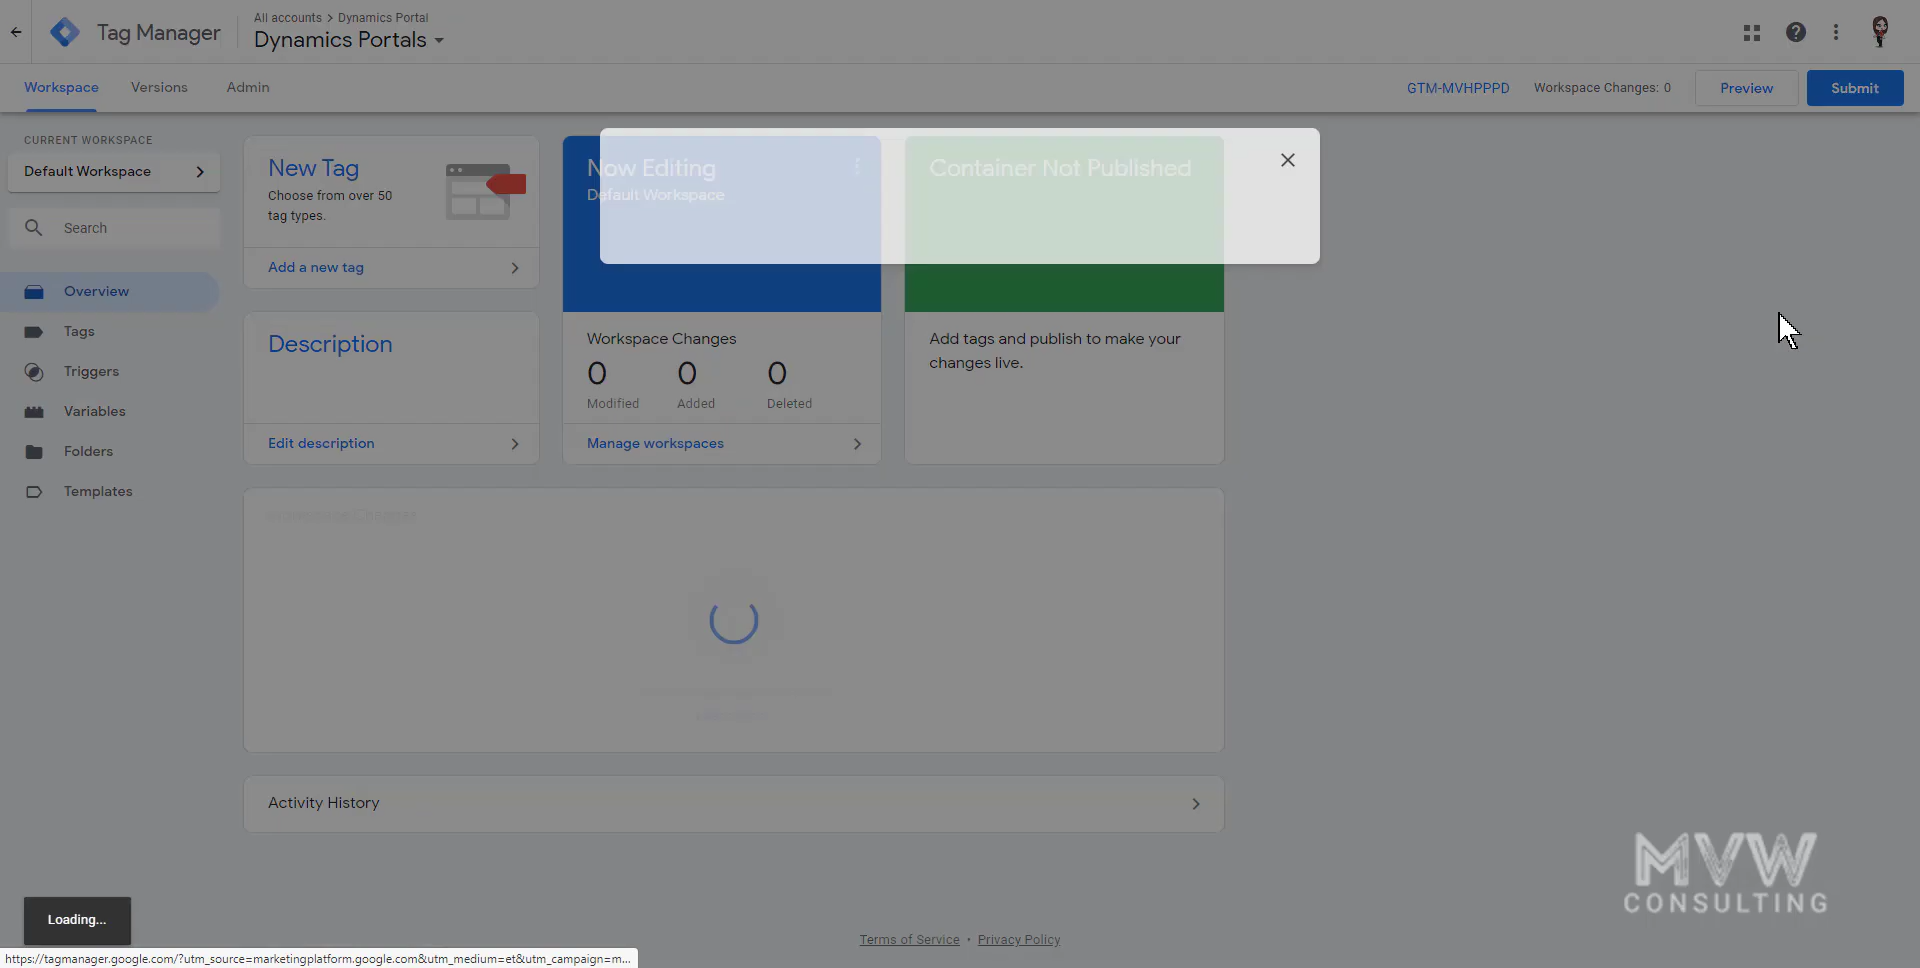 All accounts > Dynamics Portal
Tag Manager
Dynamics Portals
Workspace
Versions
Admin
GTM-MVHPPPD
Workspace Changes: 0
Preview
Submit
CURRENT WORKSPACE
Default Workspace
Search
Overview
Tags
Triggers
Variables
Folders
Templates
New Tag
Choose from over 50
tag types.
Add a new tag
Description
Edit description
Now Editing
Default Workspace
Workspace Changes
0 0 0
Modified Added Deleted
Manage workspaces
Container Not Published
Add tags and publish to make your
changes live.
Workspace Changes
Activity History
MVW
CONSULTING
Loading...
Terms of Service • Privacy Policy
https://tagmanager.google.com/?utm_source=marketingplatform.google.com&utm_medium=et&utm_campaign=m...